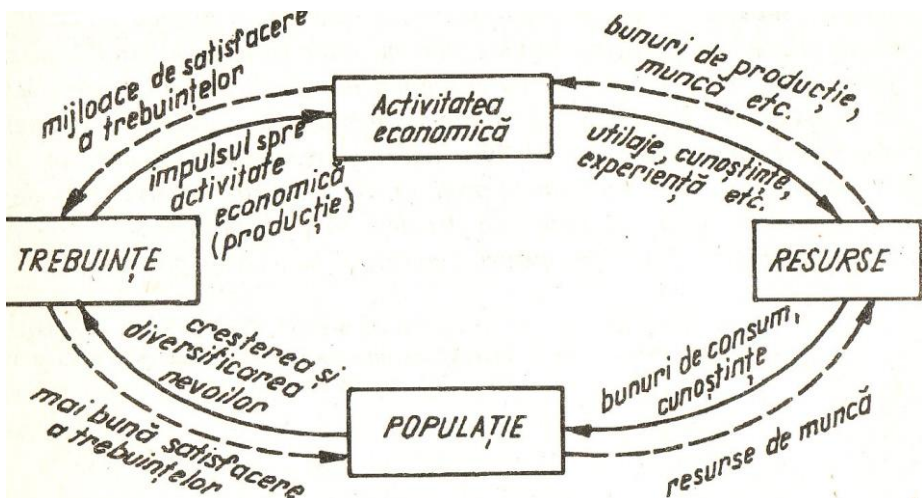 mijloace de satisfacere
a trebuințelor
Activitatea
economică
bunuri de producție,
muncă etc.
impulsul spre
activitate
economică
(producție)
utilaje, cunoștințe,
experiență etc.
TREBUINȚE
RESURSE
creșterea și
diversificarea
nevoilor
bunuri de consum,
cunoștințe
mai bună satisfacere
a trebuințelor
POPULAȚIE
resurse de muncă